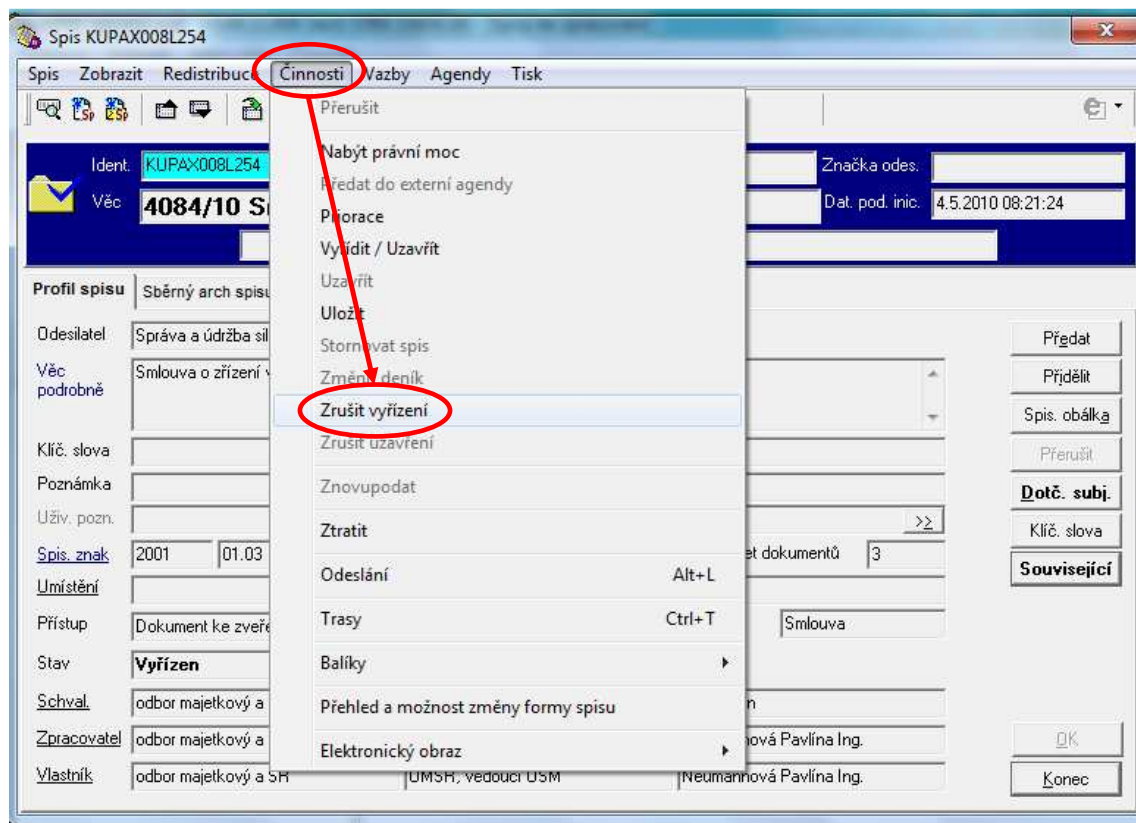 Spis KUPAX008L254
Spis Zobrazit Redistribuce Činnosti Vazby Agendy Tisk
Přerušit
Nabýt právní moc
Předat do externí agendy
Priorace
Vyřídit / Uzavřít
Uzavřít
Uložit
Stornovat spis
Změnit deník
Zrušit vyřízení
Zrušit uzavření
Znovupodat
Ztratit
Odeslání Alt+L
Trasy Ctrl+T
Balíky
Přehled a možnost změny formy spisu
Elektronický obraz
Ident. KUPAX008L254 Značka odes.
Věc 4084/10 Dat. pod. inic. 4.5.2010 08:21:24
Profil spisu Sběrný arch spisu
Odesilatel Správa a údržba sil
Věc podrobně Smlouva o zřízení
Klíč. slova
Poznámka
Uživ. pozn. >>
Spis. znak 2001 01.03 et dokumentů 3
Umístění
Přístup Dokument ke zveře Smlouva
Stav Vyřízen
Schval. odbor majetkový a n
Zpracovatel odbor majetkový a nová Pavlína Ing.
Vlastník odbor majetkový a SŘ OMSŘ, vedoucí OSM Neumannová Pavlína Ing.
Předat
Přidělit
Spis. obálka
Přerušit
Dotč. subj.
Klíč. slova
Související
OK
Konec